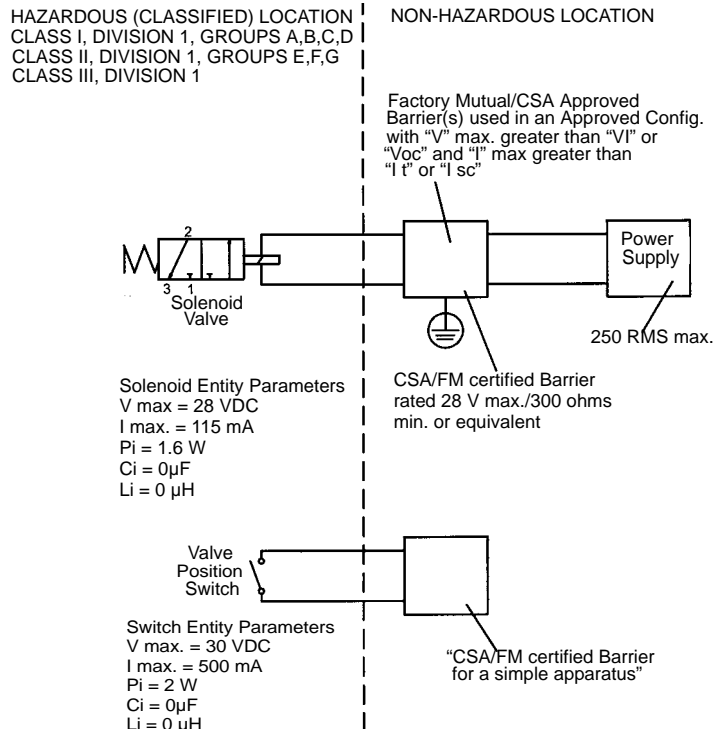 HAZARDOUS (CLASSIFIED) LOCATION
CLASS I, DIVISION 1, GROUPS A,B,C,D
CLASS II, DIVISION 1, GROUPS E,F,G
CLASS III, DIVISION 1
NON-HAZARDOUS LOCATION
Factory Mutual/CSA Approved
Barrier(s) used in an Approved Config.
with “V” max. greater than “VI” or
“Voc” and “I” max greater than
“I t” or “I sc”
2
3 1
Solenoid
Valve
Power
Supply
250 RMS max.
CSA/FM certified Barrier
rated 28 V max./300 ohms
min. or equivalent
Solenoid Entity Parameters
V max = 28 VDC
I max. = 115 mA
Pi = 1.6 W
Ci = 0µF
Li = 0 µH
Valve
Position
Switch
Switch Entity Parameters
V max. = 30 VDC
I max. = 500 mA
Pi = 2 W
Ci = 0µF
Li = 0 µH
“CSA/FM certified Barrier
for a simple apparatus”